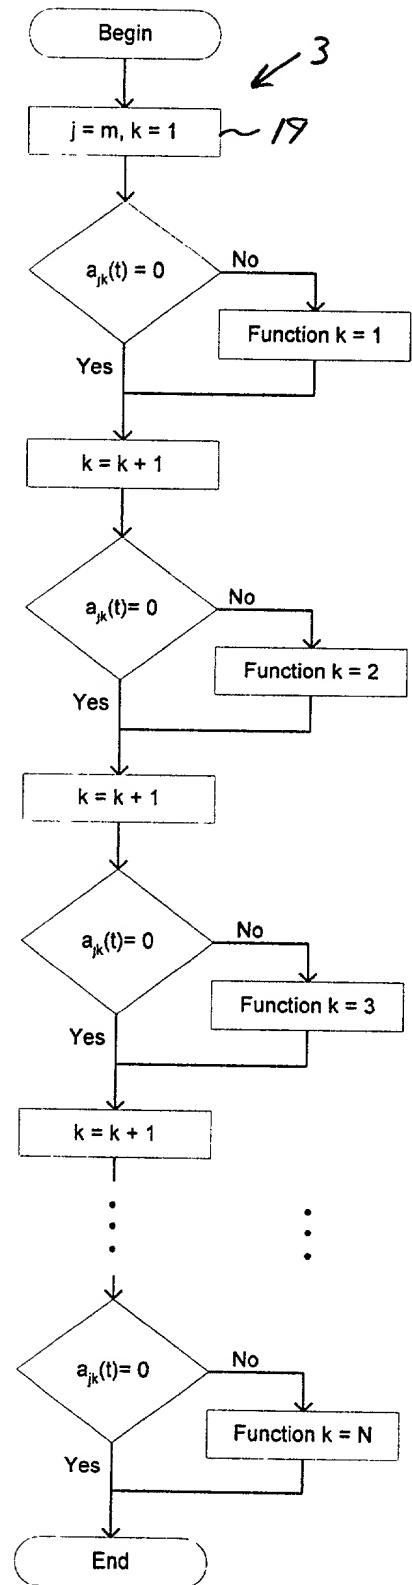 Begin
3
j = m, k = 1
19
a_jk(t) = 0
No
Function k = 1
Yes
k = k + 1
a_jk(t)= 0
No
Function k = 2
Yes
k = k + 1
a_jk(t)= 0
No
Function k = 3
Yes
k = k + 1
a_jk(t)= 0
No
Function k = N
Yes
End